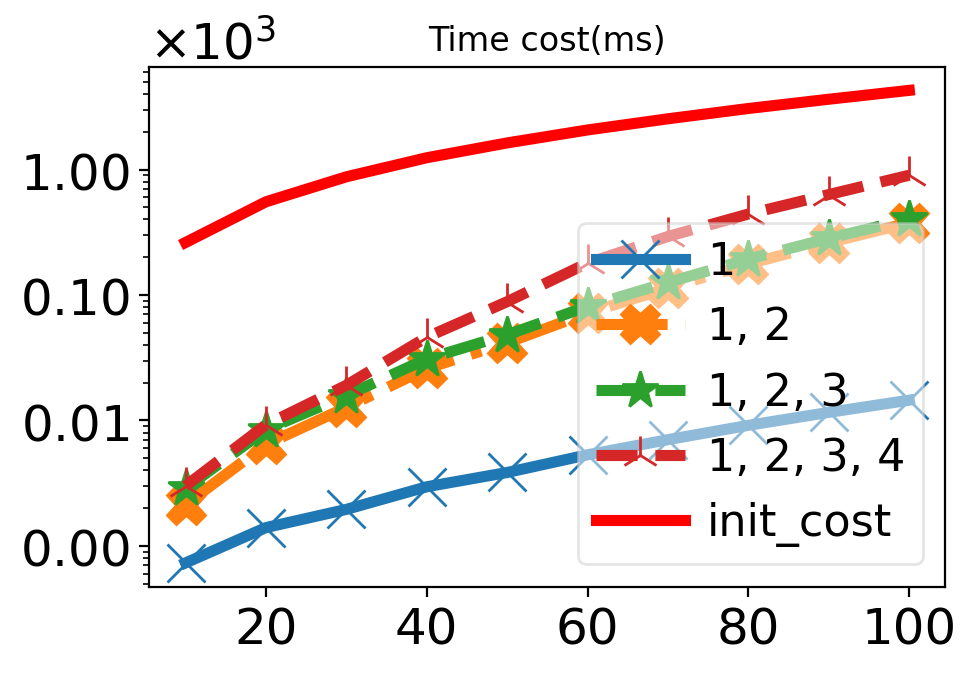 ×10³
Time cost(ms)
1.00
0.10
0.01
0.00
1
1, 2
1, 2, 3
1, 2, 3, 4
init_cost
20 40 60 80 100